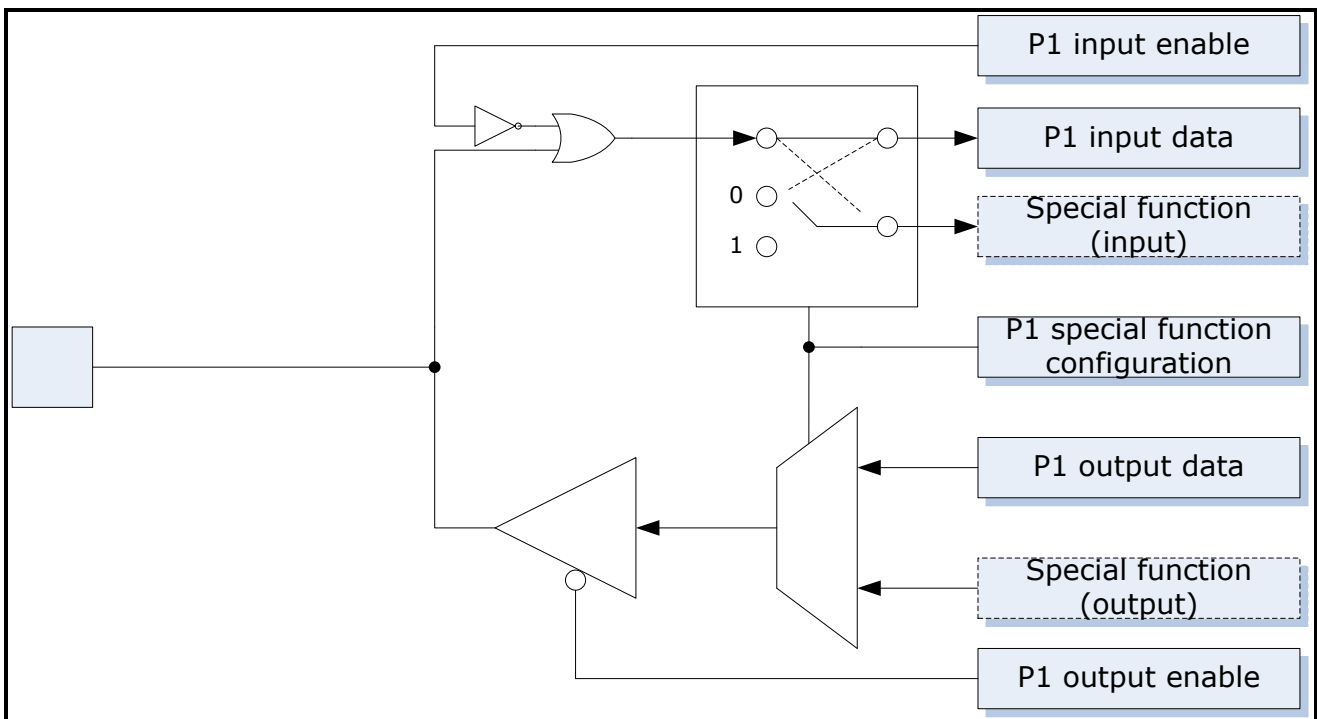 P1 input enable
P1 input data
0
Special function
(input)
1
P1 special function
configuration
P1 output data
Special function
(output)
P1 output enable